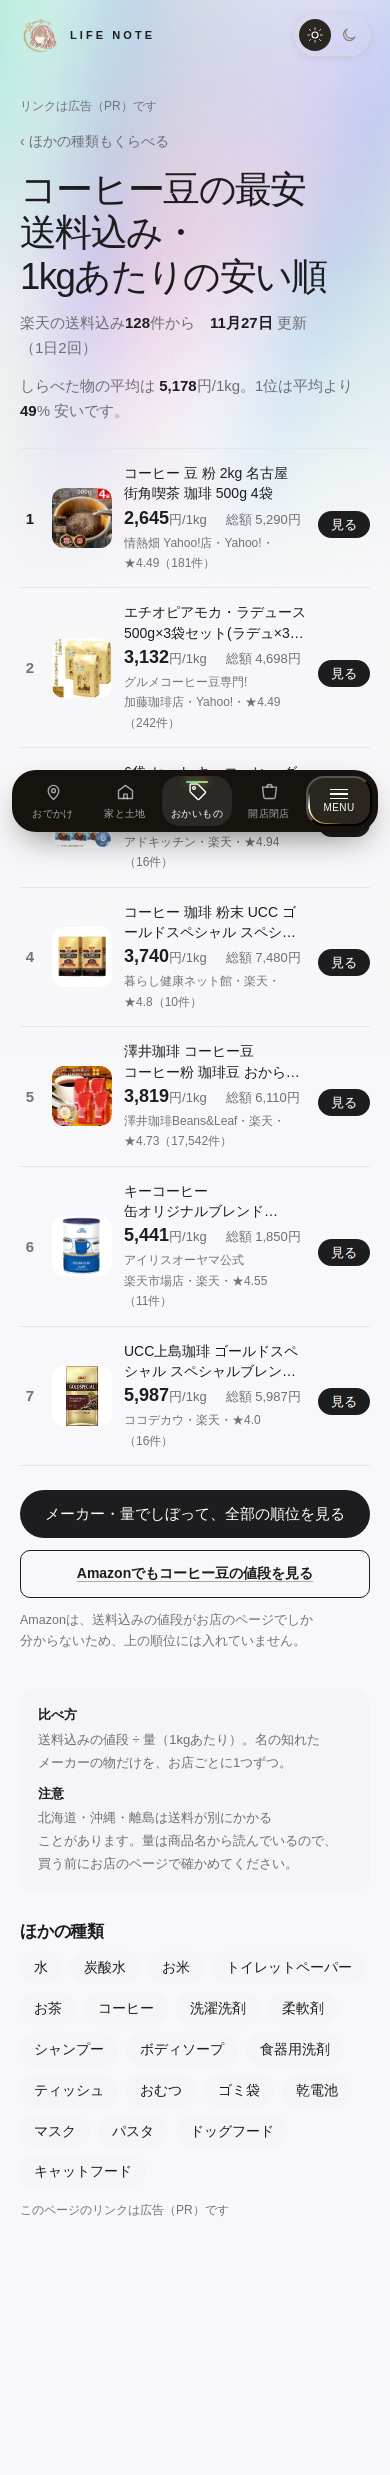 LIFE NOTE
リンクは広告（PR）です
‹ ほかの種類もくらべる
コーヒー豆の最安
送料込み・
1kgあたりの安い順
楽天の送料込み128件から　11月27日 更新
（1日2回）
しらべた物の平均は 5,178円/1kg。1位は平均より
49% 安いです。
1
コーヒー 豆 粉 2kg 名古屋
街角喫茶 珈琲 500g 4袋
2,645円/1kg 総額 5,290円
情熱畑 Yahoo!店・Yahoo!・
★4.49（181件）
見る
2
エチオピアモカ・ラデュース
500g×3袋セット(ラデュ×3…
3,132円/1kg 総額 4,698円
グルメコーヒー豆専門!
加藤珈琲店・Yahoo!・★4.49
（242件）
見る
おでかけ
家と土地
おかいもの
開店閉店
MENU
アドキッチン・楽天・★4.94
（16件）
4
コーヒー 珈琲 粉末 UCC ゴ
ールドスペシャル スペシ…
3,740円/1kg 総額 7,480円
暮らし健康ネット館・楽天・
★4.8（10件）
見る
5
澤井珈琲 コーヒー豆
コーヒー粉 珈琲豆 おから…
3,819円/1kg 総額 6,110円
澤井珈琲Beans&Leaf・楽天・
★4.73（17,542件）
見る
6
キーコーヒー
缶オリジナルブレンド…
5,441円/1kg 総額 1,850円
アイリスオーヤマ公式
楽天市場店・楽天・★4.55
（11件）
見る
7
UCC上島珈琲 ゴールドスペ
シャル スペシャルブレン…
5,987円/1kg 総額 5,987円
ココデカウ・楽天・★4.0
（16件）
見る
メーカー・量でしぼって、全部の順位を見る
Amazonでもコーヒー豆の値段を見る
Amazonは、送料込みの値段がお店のページでしか
分からないため、上の順位には入れていません。
比べ方
送料込みの値段 ÷ 量（1kgあたり）。名の知れた
メーカーの物だけを、お店ごとに1つずつ。
注意
北海道・沖縄・離島は送料が別にかかる
ことがあります。量は商品名から読んでいるので、
買う前にお店のページで確かめてください。
ほかの種類
水 炭酸水 お米 トイレットペーパー
お茶 コーヒー 洗濯洗剤 柔軟剤
シャンプー ボディソープ 食器用洗剤
ティッシュ おむつ ゴミ袋 乾電池
マスク パスタ ドッグフード
キャットフード
このページのリンクは広告（PR）です